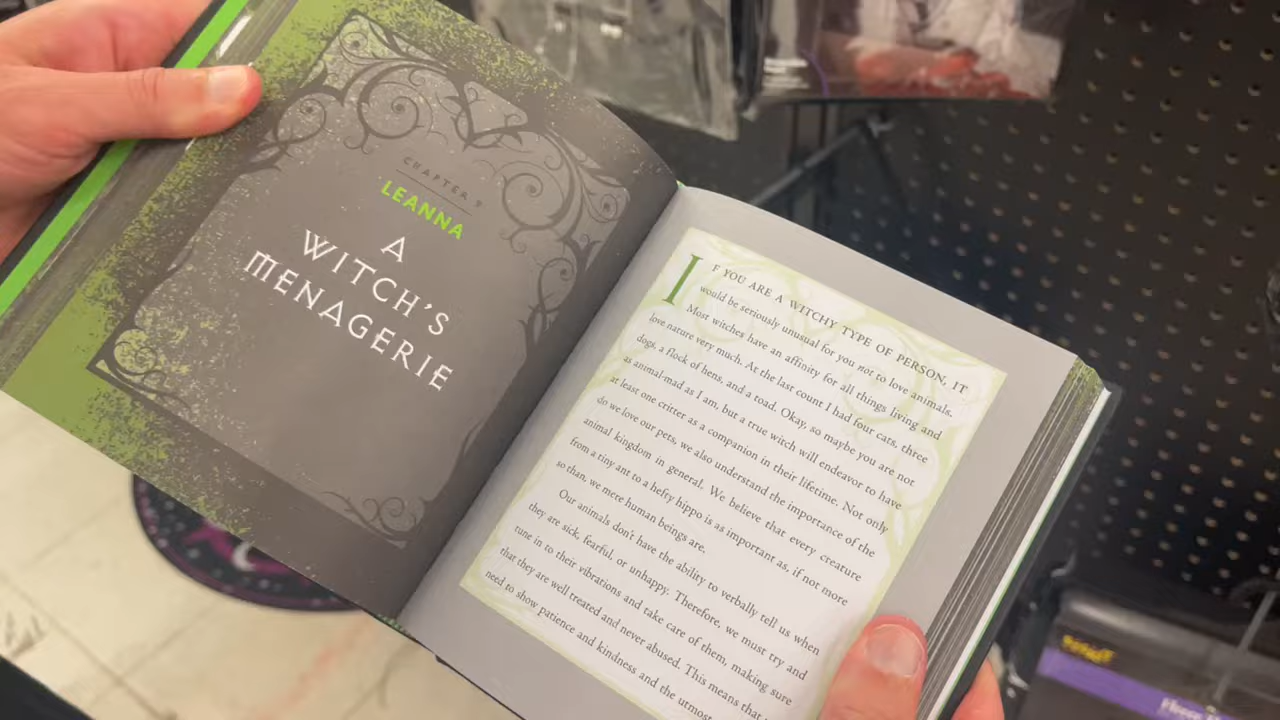 CHAPTER 9
LEANNA
A
WITCH'S
MENAGERIE
IF YOU ARE A WITCHY TYPE OF PERSON, IT
would be seriously unusual for you not to love animals.
Most witches have an affinity for all things living and
love nature very much. At the last count I had four cats, three
dogs, a flock of hens, and a toad. Okay, so maybe you are not
as animal-mad as I am, but a true witch will endeavor to have
at least one critter as a companion in their lifetime. Not only
do we love our pets, we also understand the importance of the
animal kingdom in general. We believe that every creature
from a tiny ant to a hefty hippo is as important as, if not more
so than, we mere human beings are.
Our animals don't have the ability to verbally tell us when
they are sick, fearful, or unhappy. Therefore, we must try and
tune in to their vibrations and take care of them, making sure
that they are well treated and never abused. This means that
need to show patience and kindness and the utmost